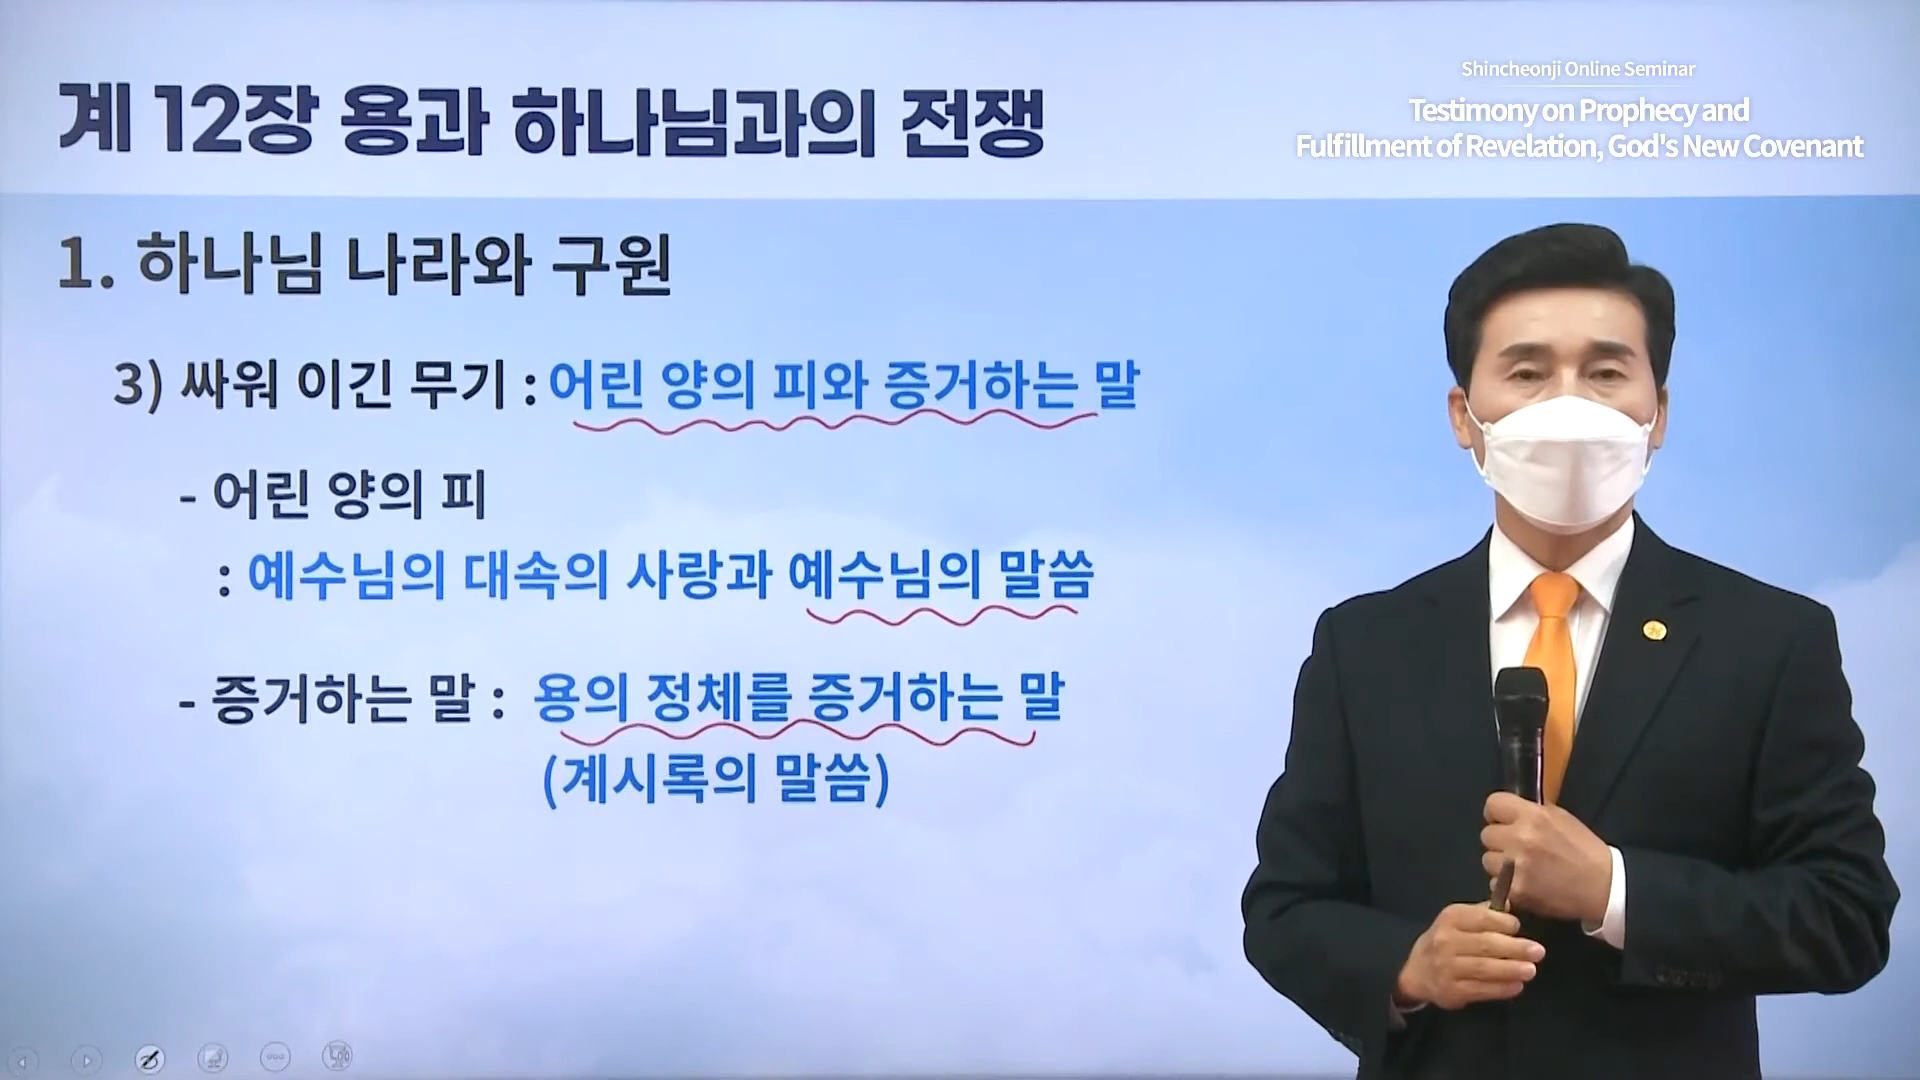 계 12장 용과 하나님과의 전쟁
Shincheonji Online Seminar
Testimony on Prophecy and
Fulfillment of Revelation, God's New Covenant
1. 하나님 나라와 구원
3) 싸워 이긴 무기 : 어린 양의 피와 증거하는 말
- 어린 양의 피
: 예수님의 대속의 사랑과 예수님의 말씀
- 증거하는 말 : 용의 정체를 증거하는 말
(계시록의 말씀)